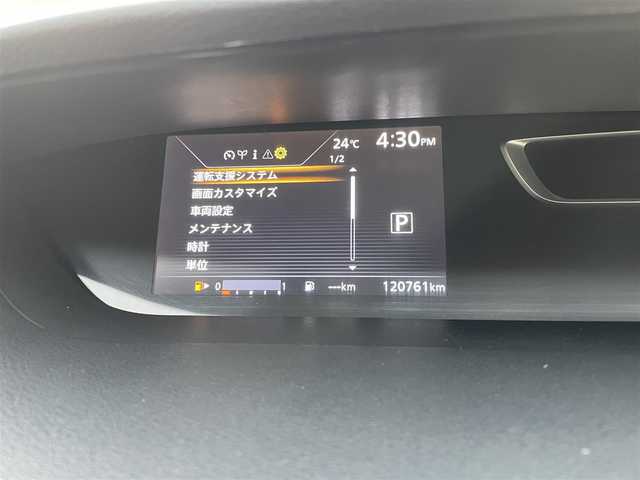 24℃ 4:30PM
1/2
運転支援システム
画面カスタマイズ
車両設定
メンテナンス
P
時計
単位
0 1 ---km 120761km